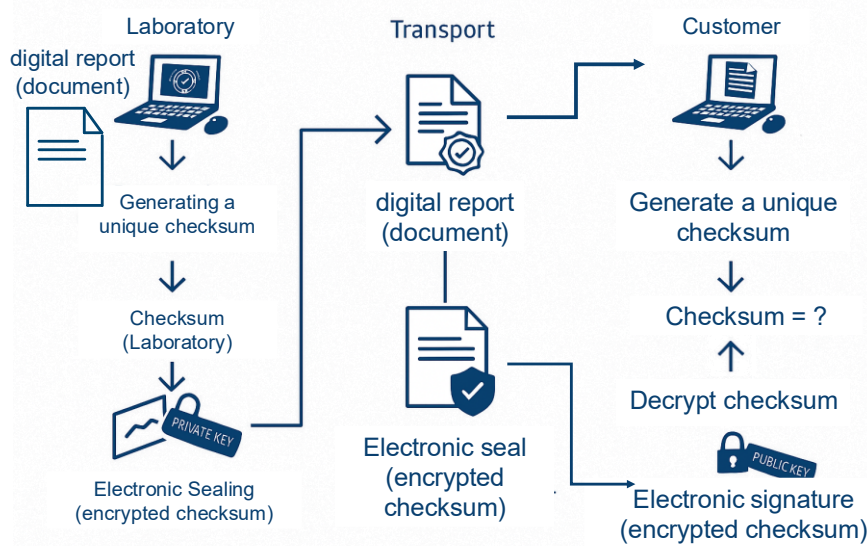 Laboratory
digital report
(document)
Generating a
unique checksum
Checksum
(Laboratory)
PRIVATE KEY
Electronic Sealing
(encrypted checksum)
Transport
digital report
(document)
Electronic seal
(encrypted
checksum)
Customer
Generate a unique
checksum
Checksum = ?
Decrypt checksum
PUBLIC KEY
Electronic signature
(encrypted checksum)